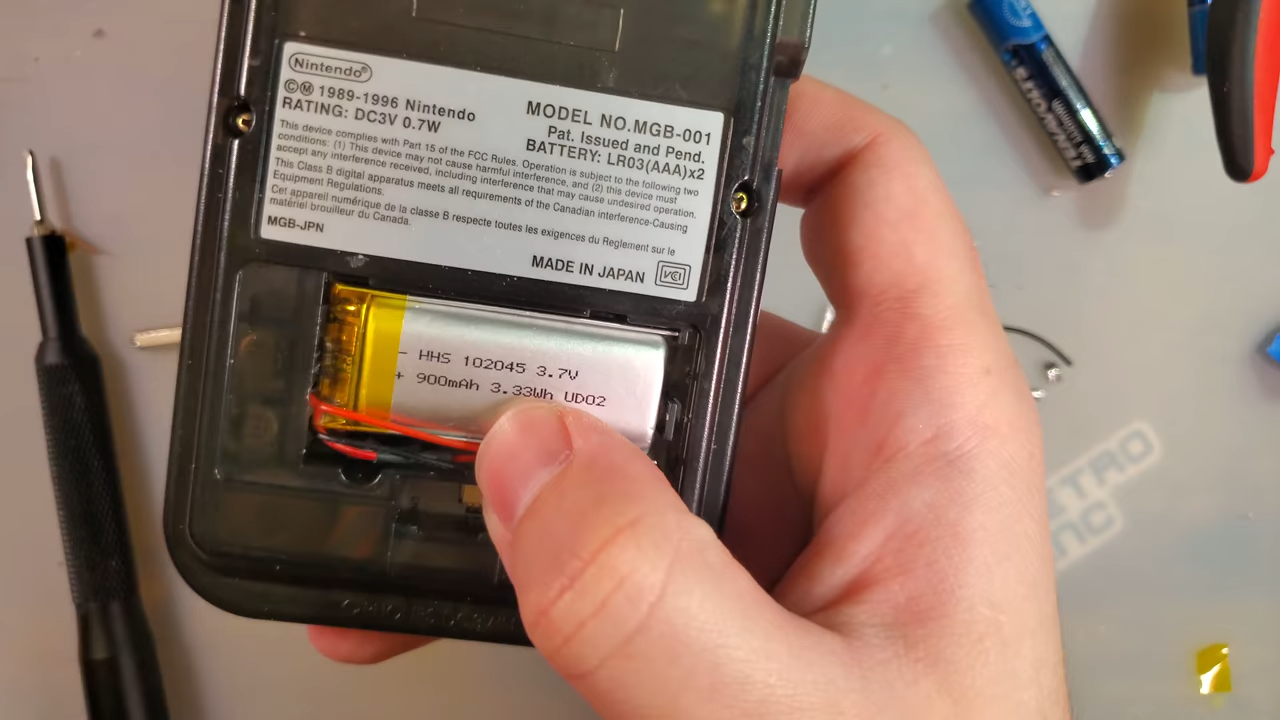 Nintendo®
©Ⓜ 1989-1996 Nintendo
RATING: DC3V 0.7W
MODEL NO.MGB-001
Pat. Issued and Pend.
BATTERY: LR03(AAA)x2
This device complies with Part 15 of the FCC Rules. Operation is subject to the following two
conditions: (1) This device may not cause harmful interference, and (2) this device must
accept any interference received, including interference that may cause undesired operation.
This Class B digital apparatus meets all requirements of the Canadian interference-Causing
Equipment Regulations.
Cet appareil numérique de la classe B respecte toutes les exigences du Reglement sur le
matériel brouilleur du Canada.
MGB-JPN
MADE IN JAPAN
VCI
- HHS 102045 3.7V
+ 900mAh 3.33Wh UD02